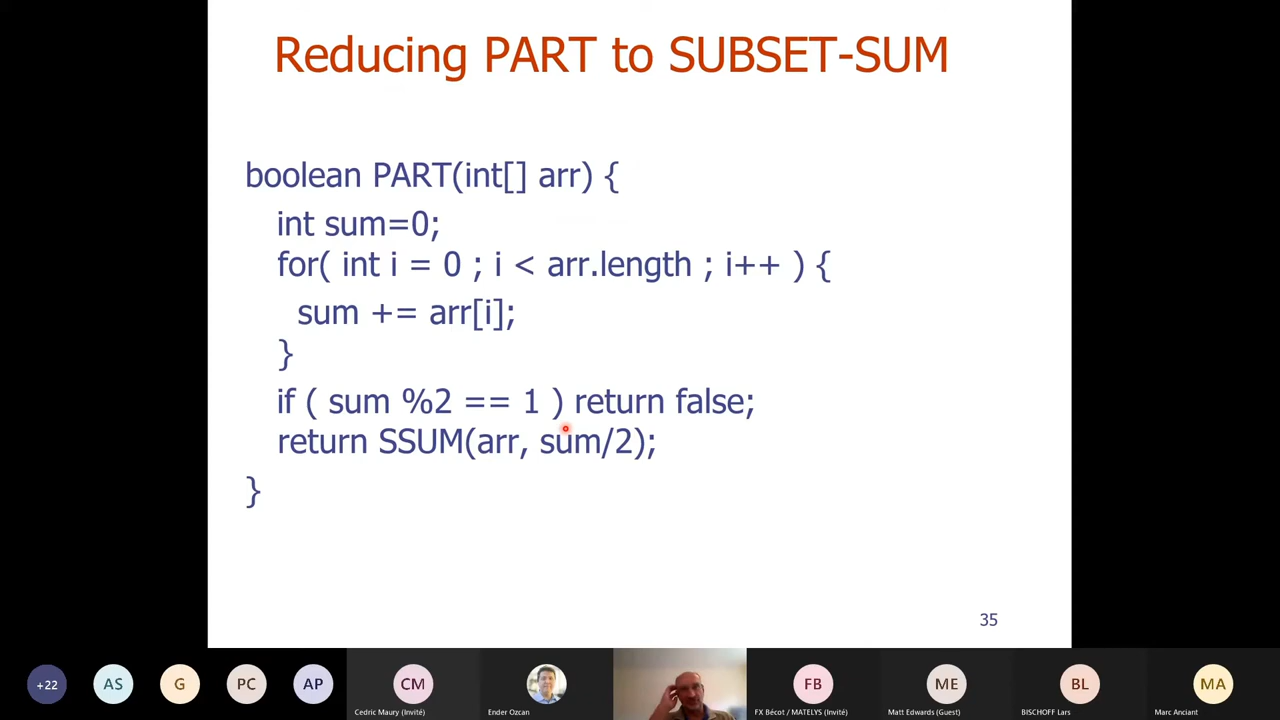 Reducing PART to SUBSET-SUM
boolean PART(int[] arr) {
int sum=0;
for( int i = 0 ; i < arr.length ; i++ ) {
sum += arr[i];
}
if ( sum %2 == 1 ) return false;
return SSUM(arr, sum/2);
}
35
+22
AS
G
PC
AP
CM
FB
ME
BL
MA
Cedric Maury (Invité)
Ender Ozcan
FX Bécot / MATELYS (Invité)
Matt Edwards (Guest)
BISCHOFF Lars
Marc Anciant